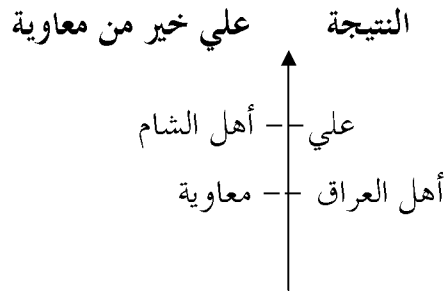 النتيجة علي خير من معاوية
علي -- أهل الشام
أهل العراق -- معاوية